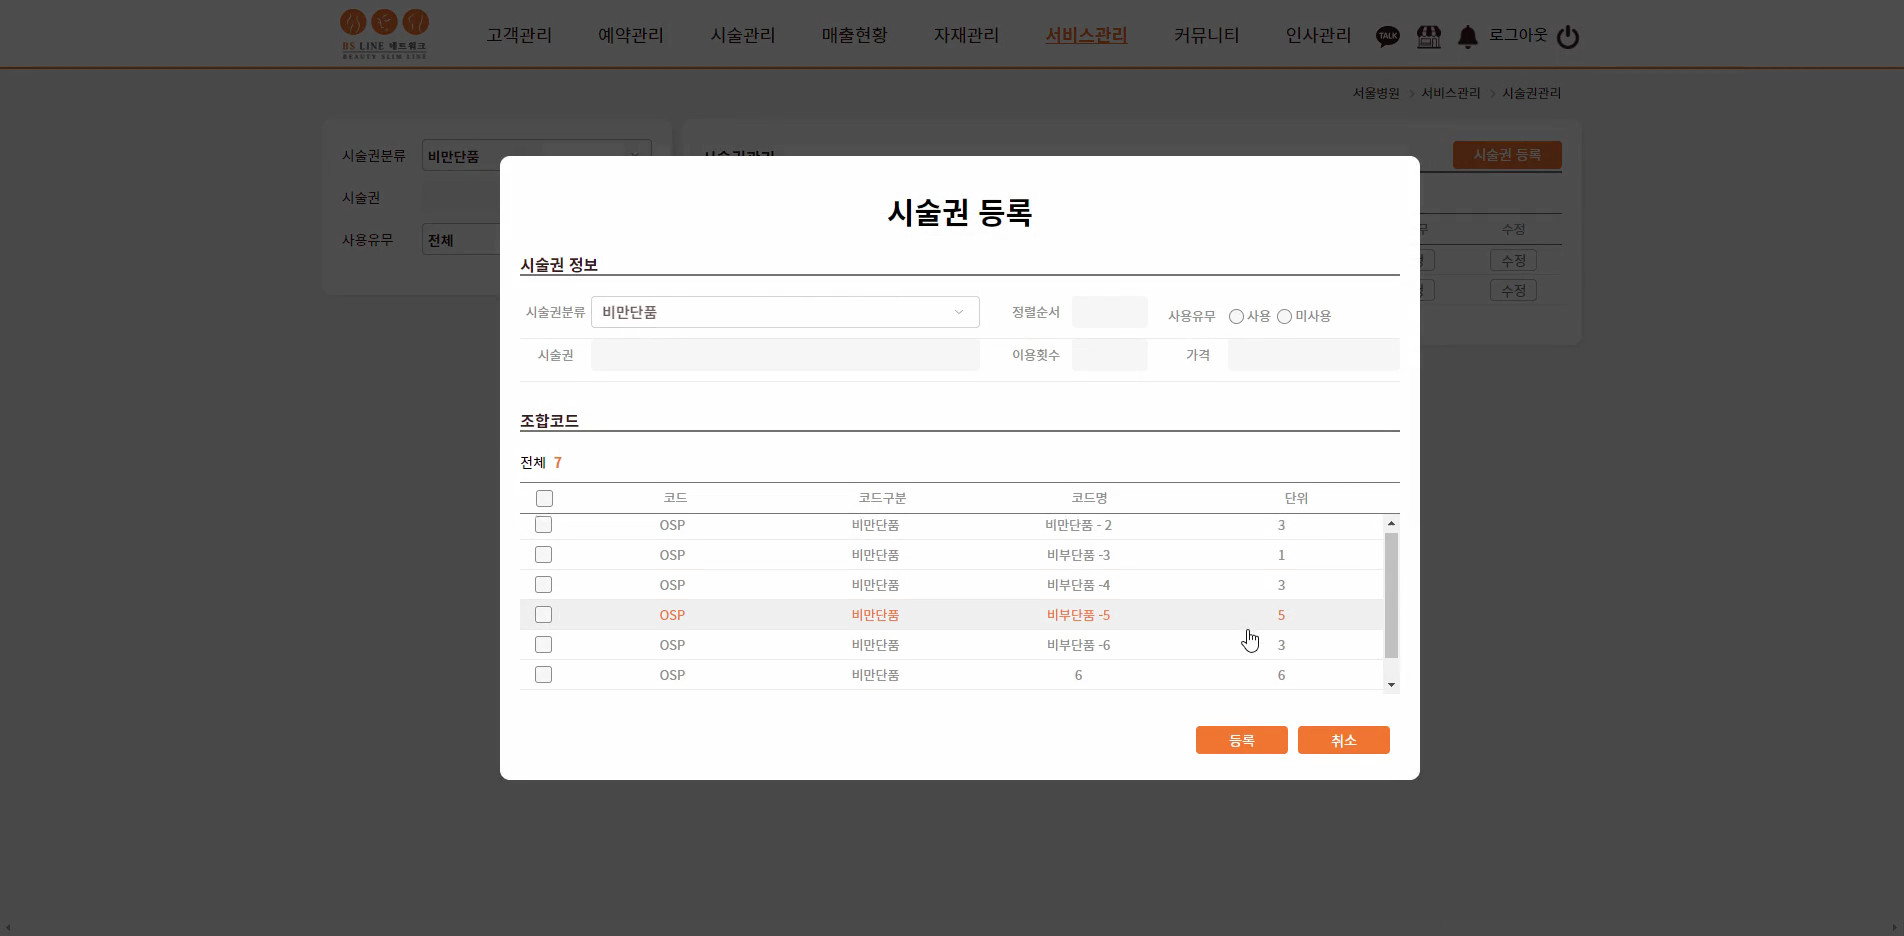 BS LINE 네트워크
BEAUTY SLIM LINE
고객관리 예약관리 시술관리 매출현황 자재관리 서비스관리 커뮤니티 인사관리 TALK 로그아웃
서울병원 > 서비스관리 > 시술권관리
시술권분류 비만단품
시술권
사용유무 전체
시술권관리
시술권 등록
수정
수정
수정
시술권 등록
시술권 정보
시술권분류 비만단품 정렬순서 사용유무 사용 미사용
시술권 이용횟수 가격
조합코드
전체 7
코드 코드구분 코드명 단위
OSP 비만단품 비만단품 - 2 3
OSP 비만단품 비부단품 -3 1
OSP 비만단품 비부단품 -4 3
OSP 비만단품 비부단품 -5 5
OSP 비만단품 비부단품 -6 3
OSP 비만단품 6 6
등록 취소